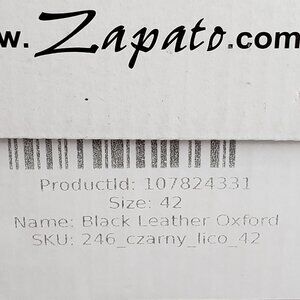 w.Zapato.com
ProductId: 107824331
Size: 42
Name: Black Leather Oxford
SKU: 246_czarny_lico_42